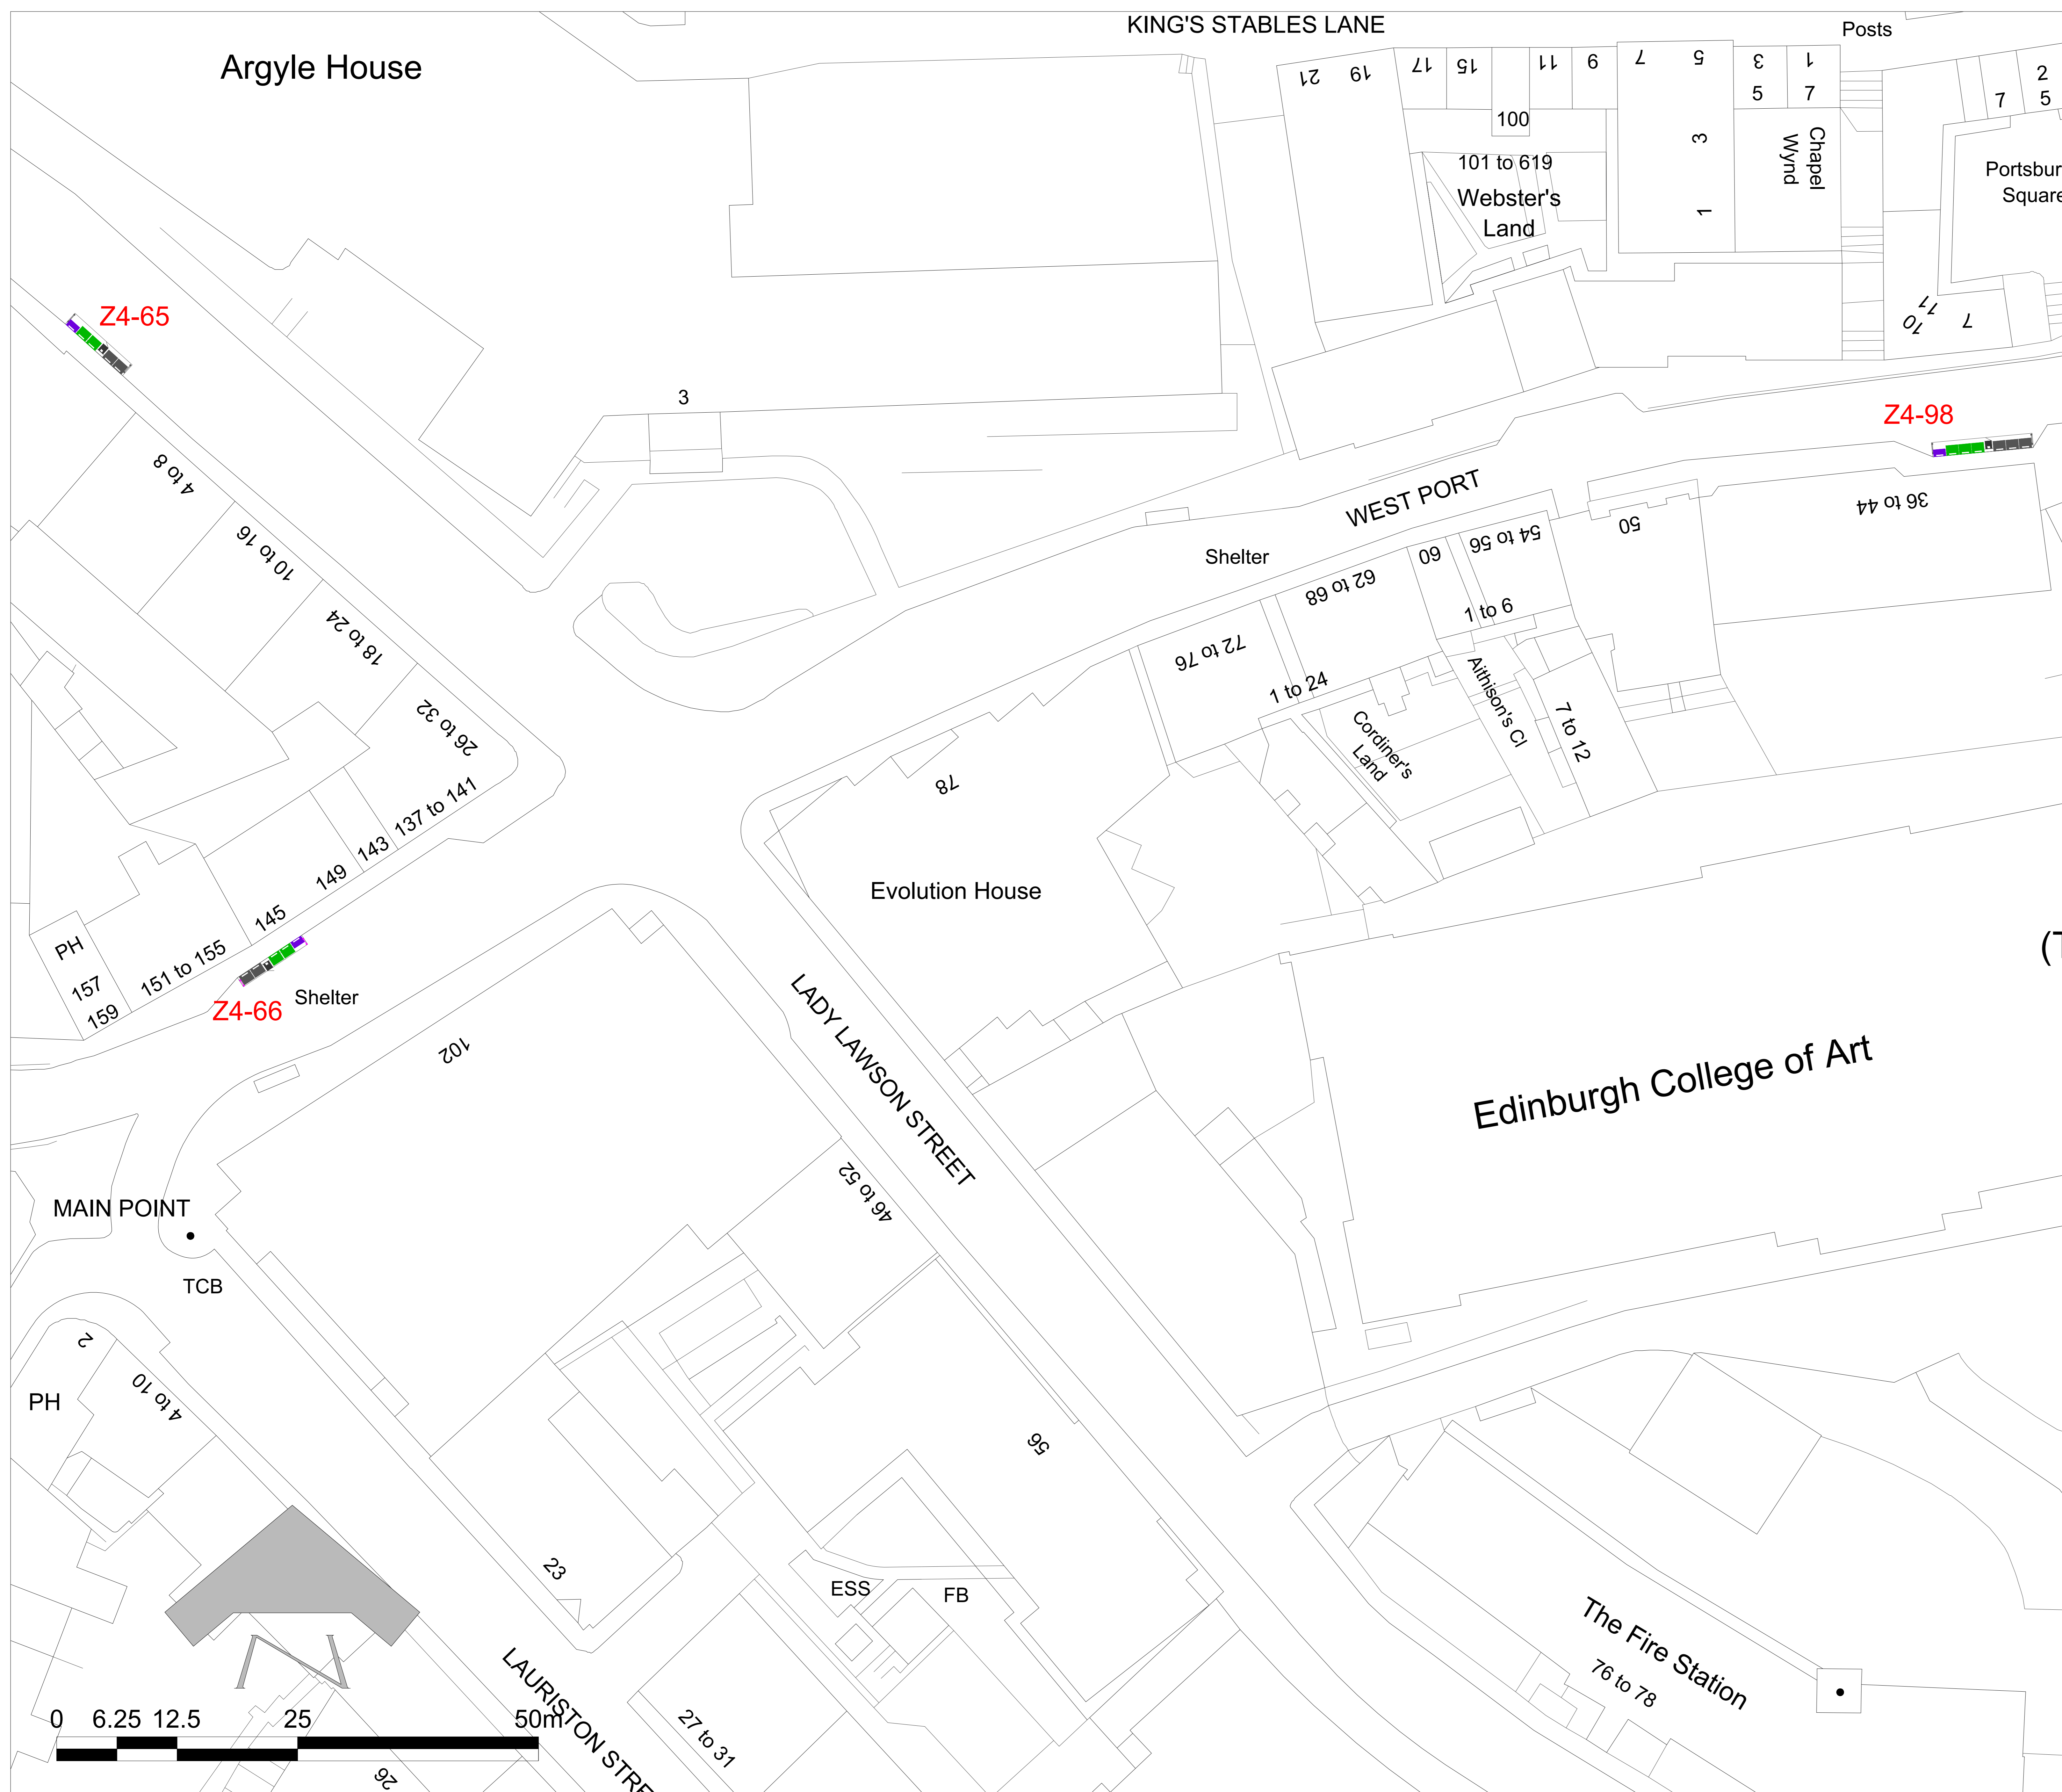 KING'S STABLES LANE
Posts
Argyle House
21
19
17
15
11
9
7
5
3
1
5
7
2
7
5
100
3
1
Chapel
Wynd
101 to 619
Webster's
Land
Portsbur
Square
Z4-65
10
11
7
3
Z4-98
4 to 8
WEST PORT
36 to 44
50
10 to 16
Shelter
60
54 to 56
62 to 68
1 to 6
18 to 24
72 to 76
1 to 24
Aithison's Cl
26 to 32
Cordiner's
Land
7 to 12
78
137 to 141
143
149
Evolution House
145
PH
151 to 155
157
159
Z4-66
Shelter
(T
LADY LAWSON STREET
102
Edinburgh College of Art
46 to 52
MAIN POINT
TCB
2
4 to 10
PH
56
23
ESS
FB
The Fire Station
76 to 78
LAURISTON STRE
27 to 31
0 6.25 12.5 25 50m
26